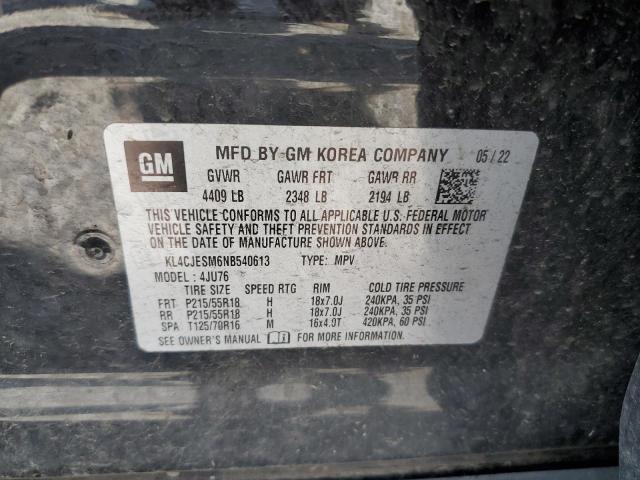 GM MFD BY GM KOREA COMPANY 05/22
GVWR GAWR FRT GAWR RR
4409 LB 2348 LB 2194 LB
THIS VEHICLE CONFORMS TO ALL APPLICABLE U.S. FEDERAL MOTOR
VEHICLE SAFETY AND THEFT PREVENTION STANDARDS IN EFFECT
ON THE DATE OF MANUFACTURE SHOWN ABOVE.
KL4CJESM6NB540613 TYPE: MPV
MODEL : 4JU76
TIRE SIZE SPEED RTG RIM COLD TIRE PRESSURE
FRT P215/55R18 H 18x7.0J 240KPA, 35 PSI
RR P215/55R18 H 18x7.0J 240KPA, 35 PSI
SPA T125/70R16 M 16x4.0T 420KPA, 60 PSI
SEE OWNER'S MANUAL FOR MORE INFORMATION.